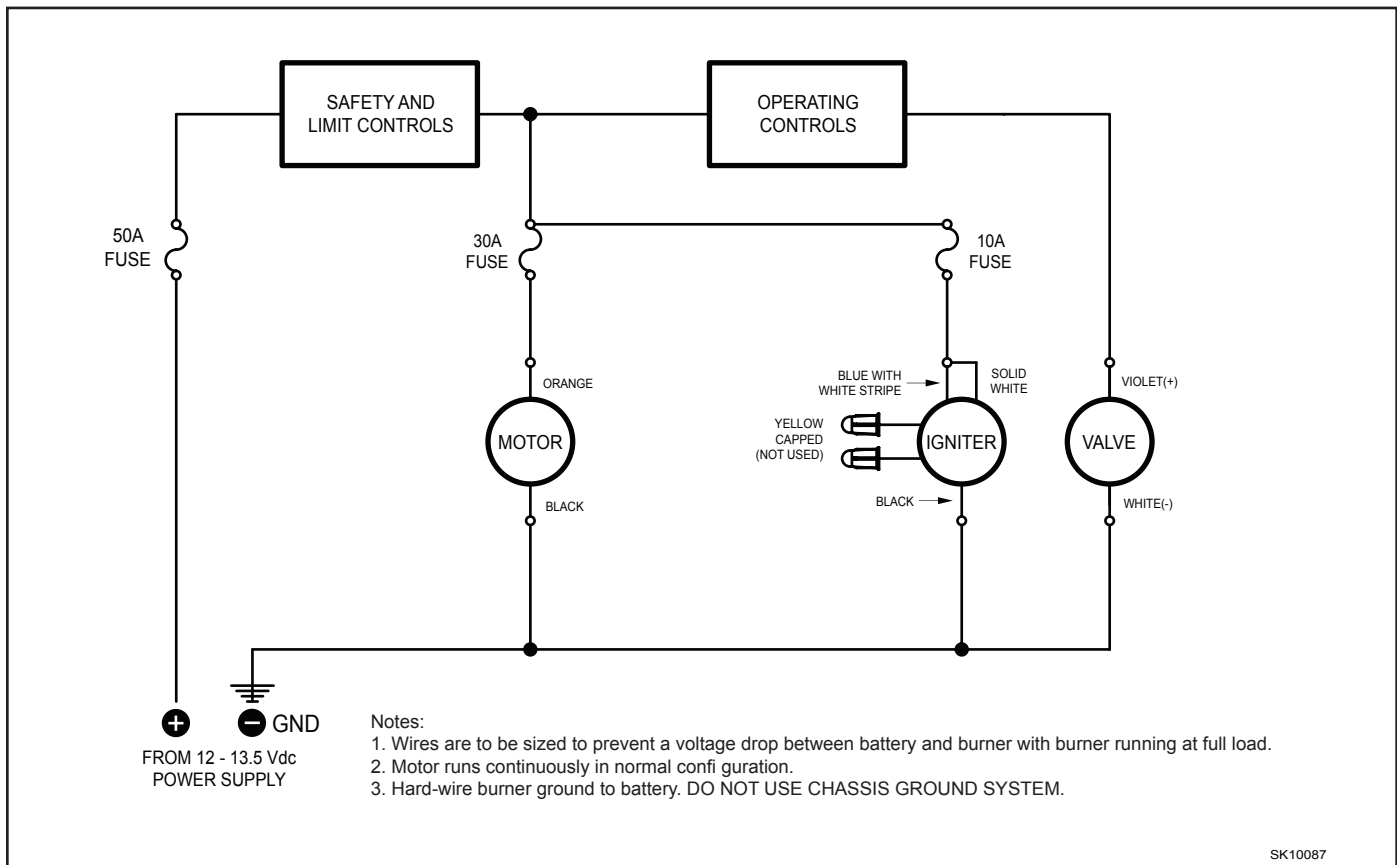 SAFETY AND
LIMIT CONTROLS
OPERATING
CONTROLS
50A
FUSE
30A
FUSE
10A
FUSE
ORANGE
BLUE WITH
WHITE STRIPE
SOLID
WHITE
VIOLET(+)
YELLOW
CAPPED
(NOT USED)
MOTOR
IGNITER
VALVE
BLACK
BLACK
WHITE(-)
+
− GND
FROM 12 - 13.5 Vdc
POWER SUPPLY
Notes:
1. Wires are to be sized to prevent a voltage drop between battery and burner with burner running at full load.
2. Motor runs continuously in normal confi guration.
3. Hard-wire burner ground to battery. DO NOT USE CHASSIS GROUND SYSTEM.
SK10087